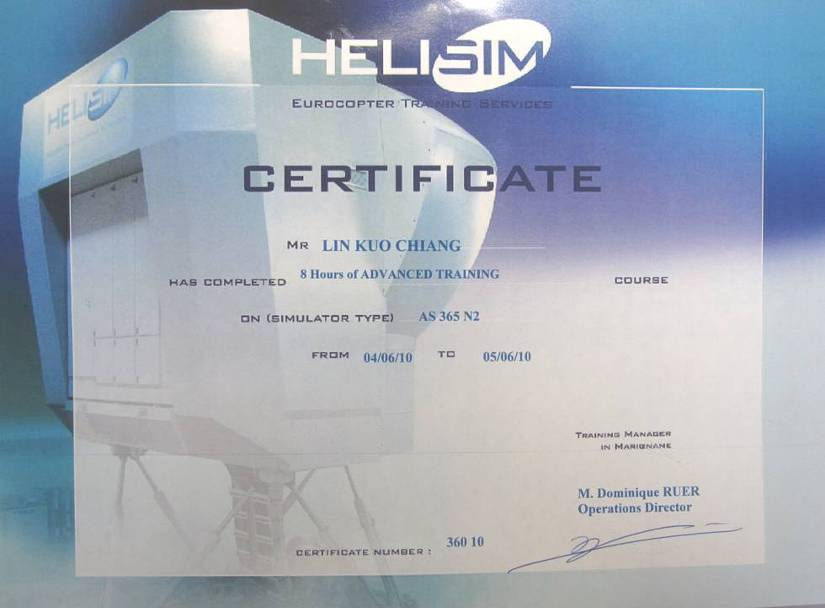 HELISIM
HELISIM
EUROCOPTER TRAINING SERVICES
CERTIFICATE
MR LIN KUO CHIANG
HAS COMPLETED 8 Hours of ADVANCED TRAINING COURSE
ON (SIMULATOR TYPE) AS 365 N2
FROM 04/06/10 TO 05/06/10
TRAINING MANAGER
IN MARIGNANE
M. Dominique RUER
Operations Director
CERTIFICATE NUMBER : 360 10